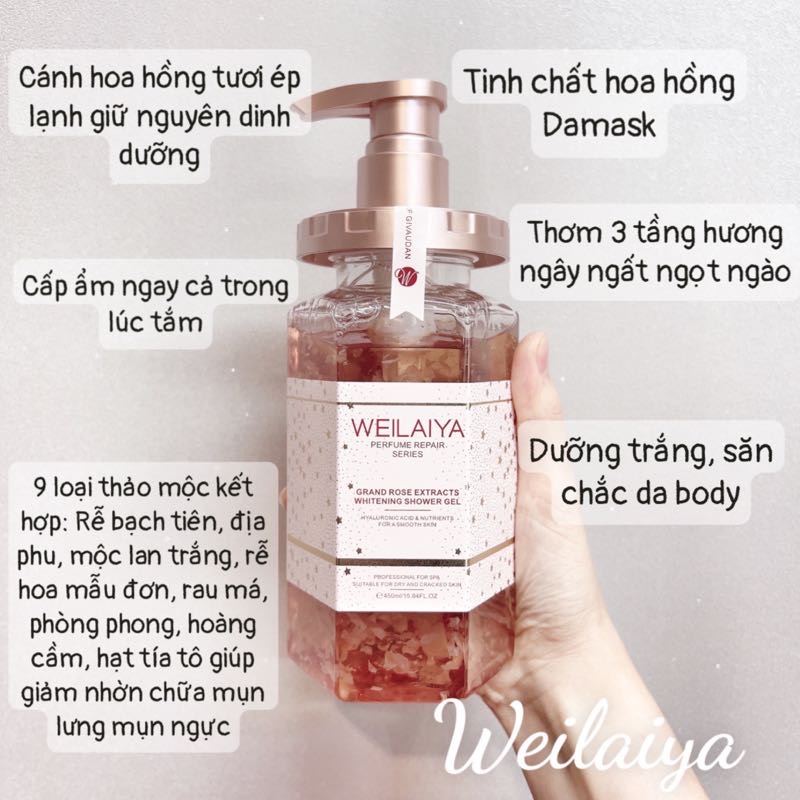 Cánh hoa hồng tươi ép
lạnh giữ nguyên dinh
dưỡng
Tinh chất hoa hồng
Damask
Thơm 3 tầng hương
ngây ngất ngọt ngào
Cấp ẩm ngay cả trong
lúc tắm
Dưỡng trắng, săn
chắc da body
9 loại thảo mộc kết
hợp: Rễ bạch tiên, địa
phu, mộc lan trắng, rễ
hoa mẫu đơn, rau má,
phòng phong, hoàng
cầm, hạt tía tô giúp
giảm nhờn chữa mụn
lưng mụn ngực
F GIVAUDAN
W
WEILAIYA
PERFUME REPAIR
SERIES
GRAND ROSE EXTRACTS
WHITENING SHOWER GEL
HYALURONIC ACID & NUTRIENTS
FOR A SMOOTH SKIN
PROFESSIONAL FOR SPA
SUITABLE FOR DRY AND CRACKED SKIN
℮450ml/15.84FL.OZ
Weilaiya